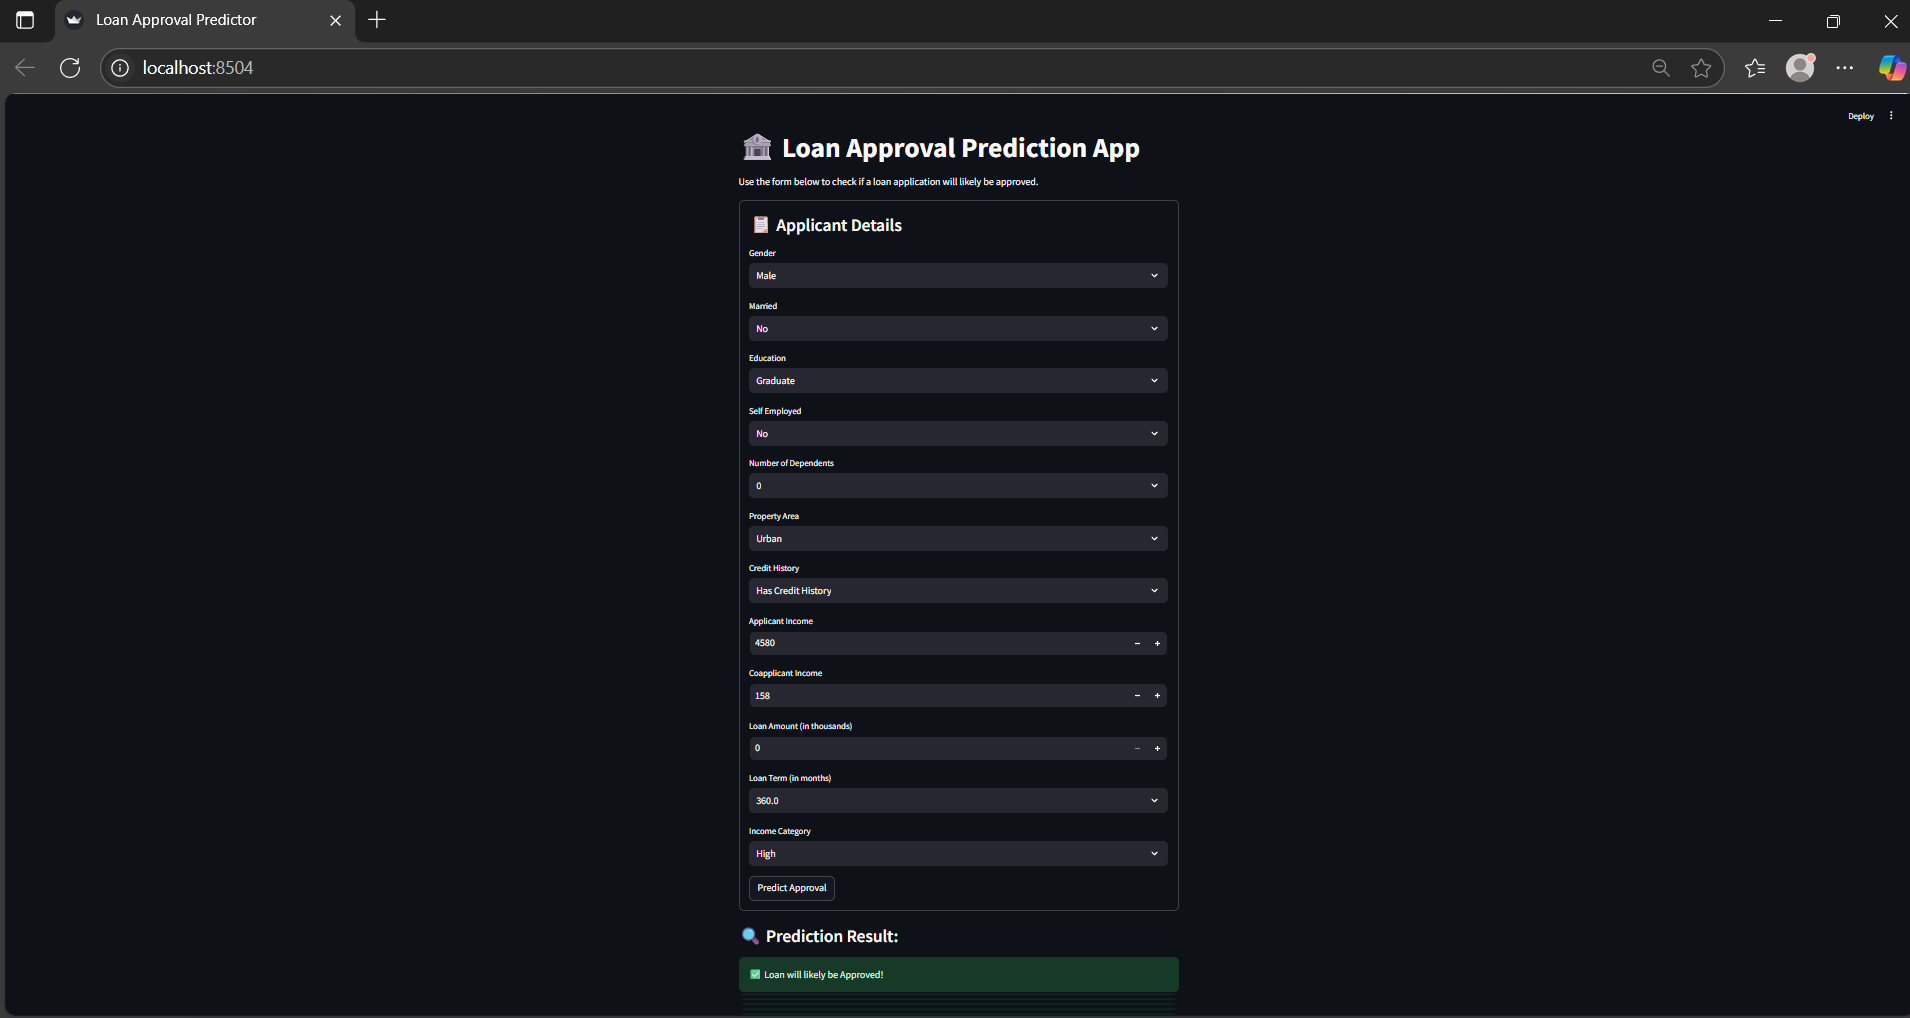 Loan Approval Predictor
localhost:8504
Deploy
Loan Approval Prediction App
Use the form below to check if a loan application will likely be approved.
Applicant Details
Gender
Male
Married
No
Education
Graduate
Self Employed
No
Number of Dependents
0
Property Area
Urban
Credit History
Has Credit History
Applicant Income
4580
Coapplicant Income
158
Loan Amount (in thousands)
0
Loan Term (in months)
360.0
Income Category
High
Predict Approval
Prediction Result:
Loan will likely be Approved!